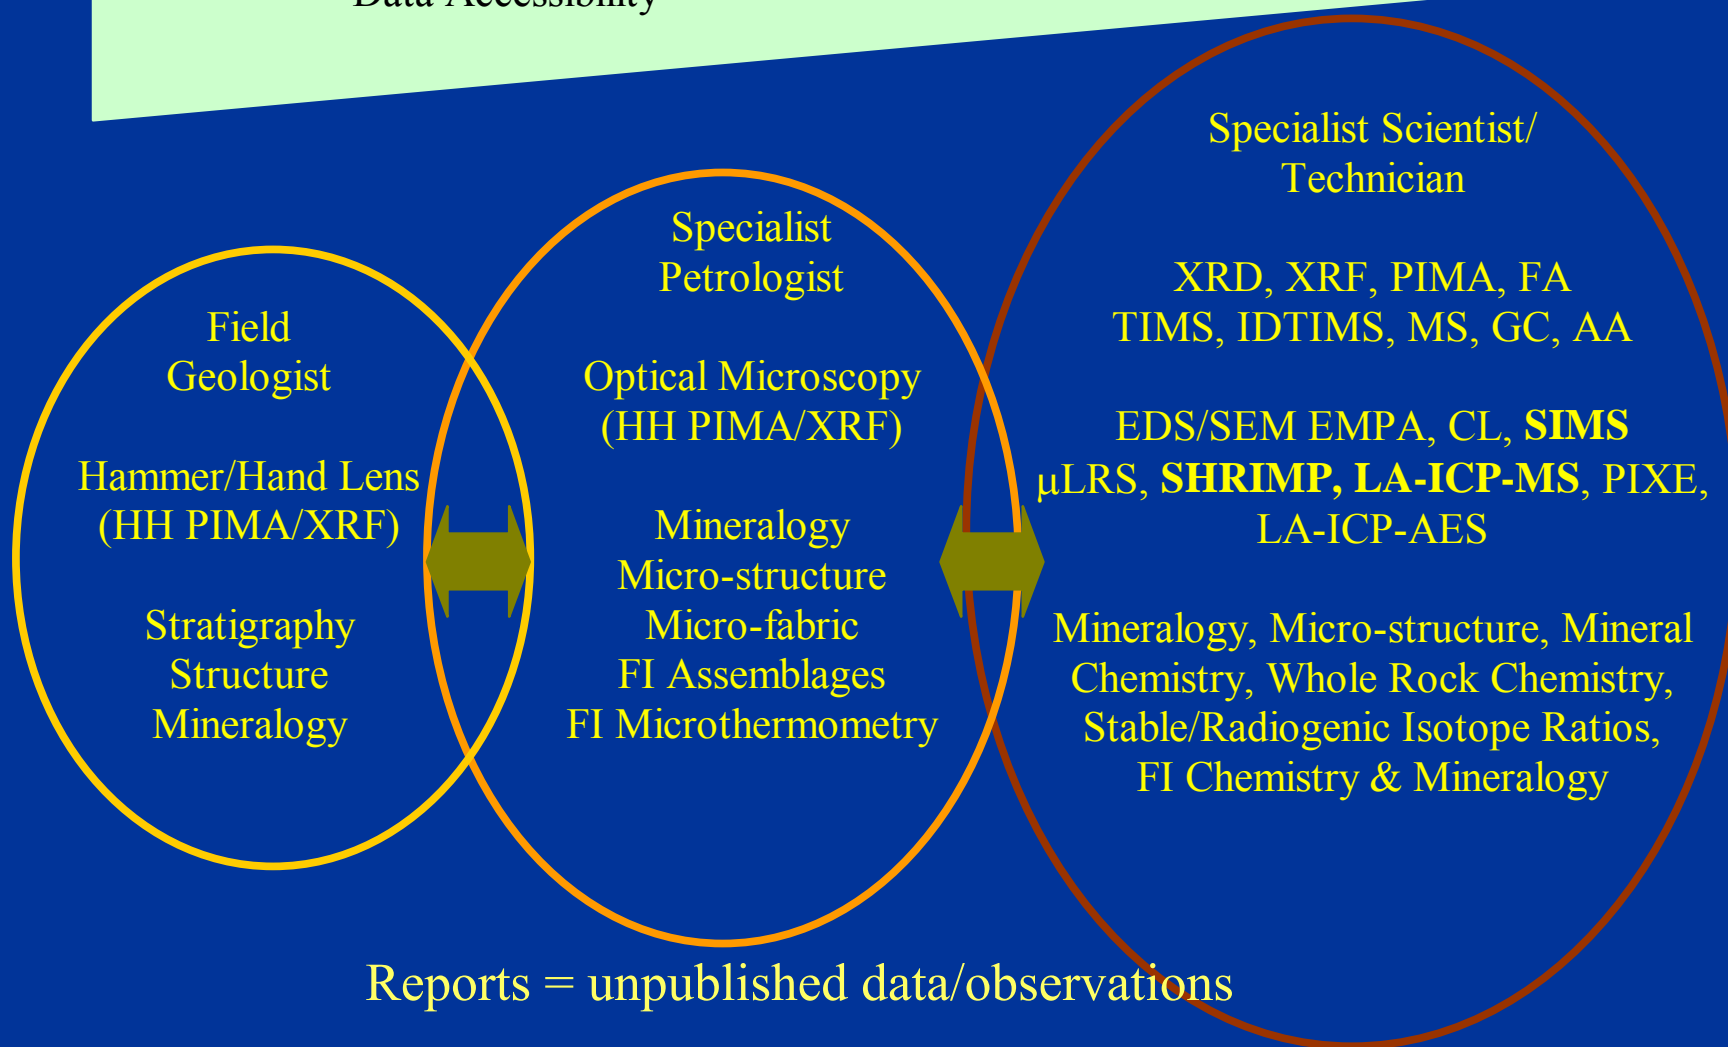 Data Accessibility
Field
Geologist
Hammer/Hand Lens
(HH PIMA/XRF)
Stratigraphy
Structure
Mineralogy
Specialist
Petrologist
Optical Microscopy
(HH PIMA/XRF)
Mineralogy
Micro-structure
Micro-fabric
FI Assemblages
FI Microthermometry
Specialist Scientist/
Technician
XRD, XRF, PIMA, FA
TIMS, IDTIMS, MS, GC, AA
EDS/SEM EMPA, CL, SIMS
μLRS, SHRIMP, LA-ICP-MS, PIXE,
LA-ICP-AES
Mineralogy, Micro-structure, Mineral
Chemistry, Whole Rock Chemistry,
Stable/Radiogenic Isotope Ratios,
FI Chemistry & Mineralogy
Reports = unpublished data/observations